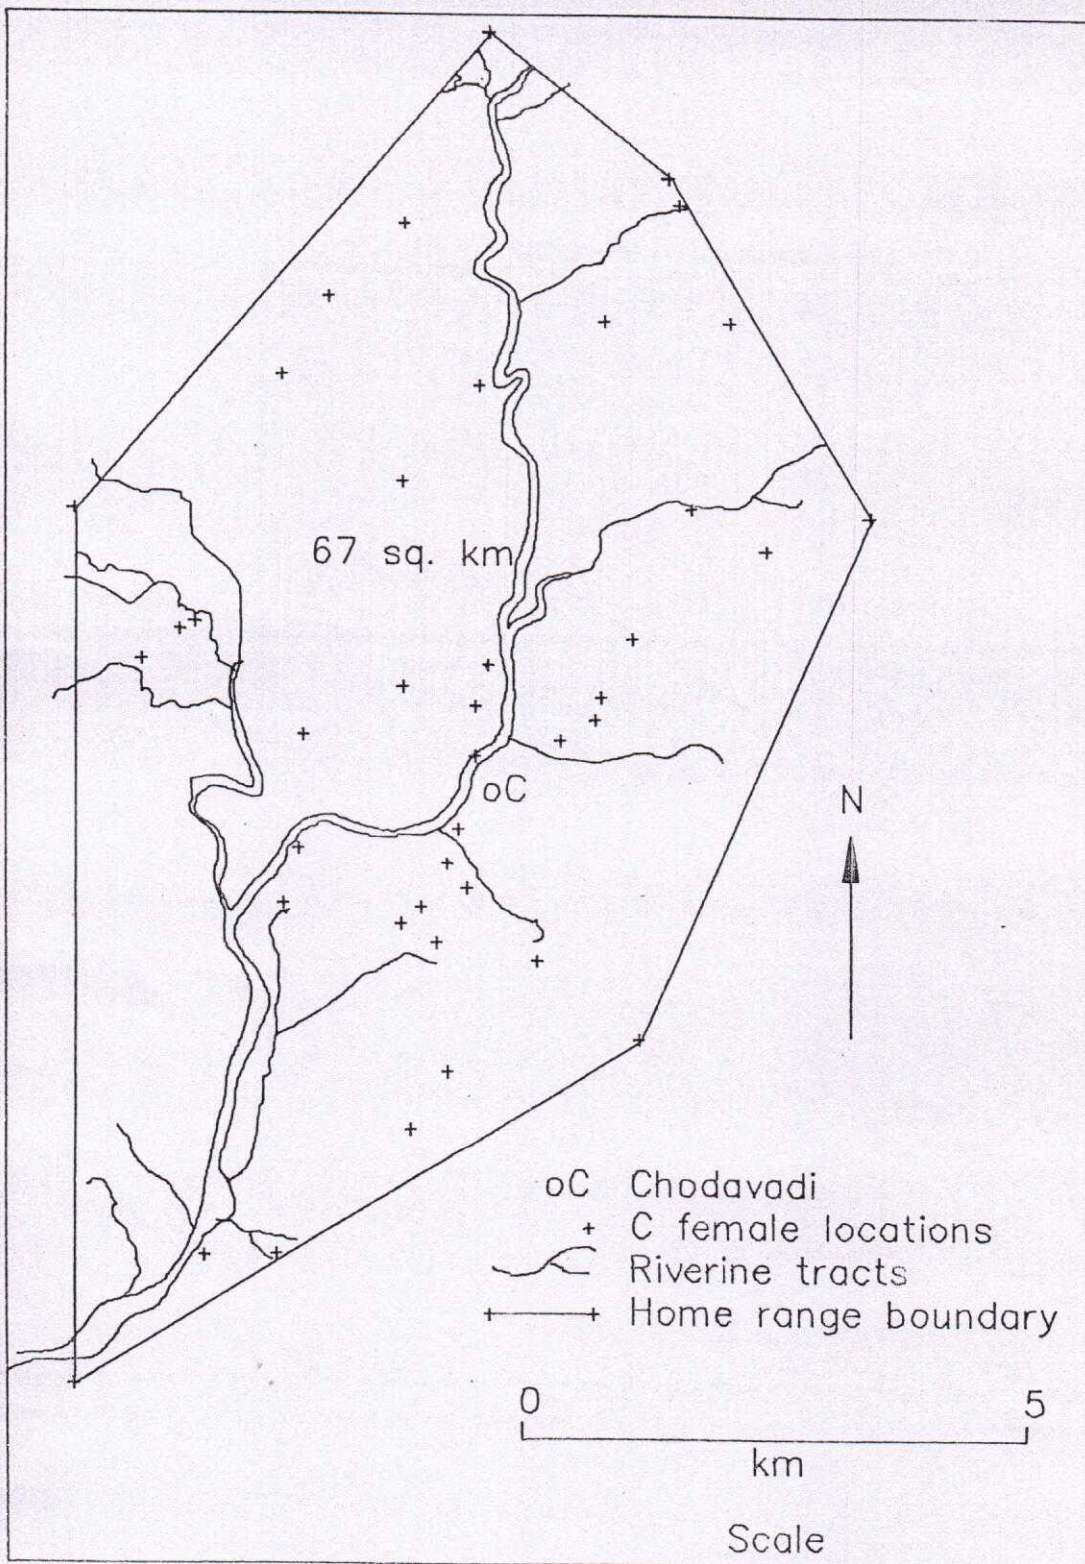 67 sq. km
oC
N
oC Chodavadi
+ C female locations
Riverine tracts
Home range boundary
0 5
km
Scale